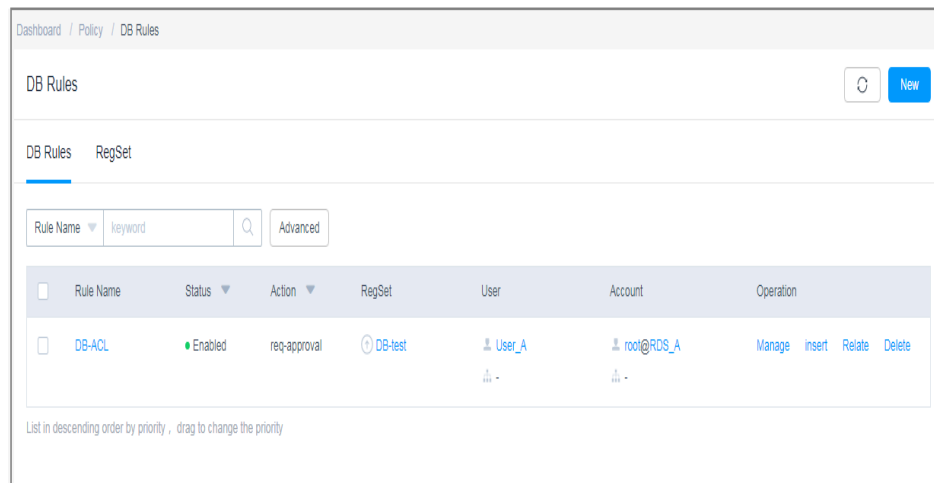 Dashboard / Policy / DB Rules
DB Rules
New
DB Rules RegSet
Rule Name keyword Advanced
Rule Name Status Action RegSet User Account Operation
DB-ACL Enabled req-approval DB-test User_A root@RDS_A Manage insert Relate Delete
- -
List in descending order by priority , drag to change the priority